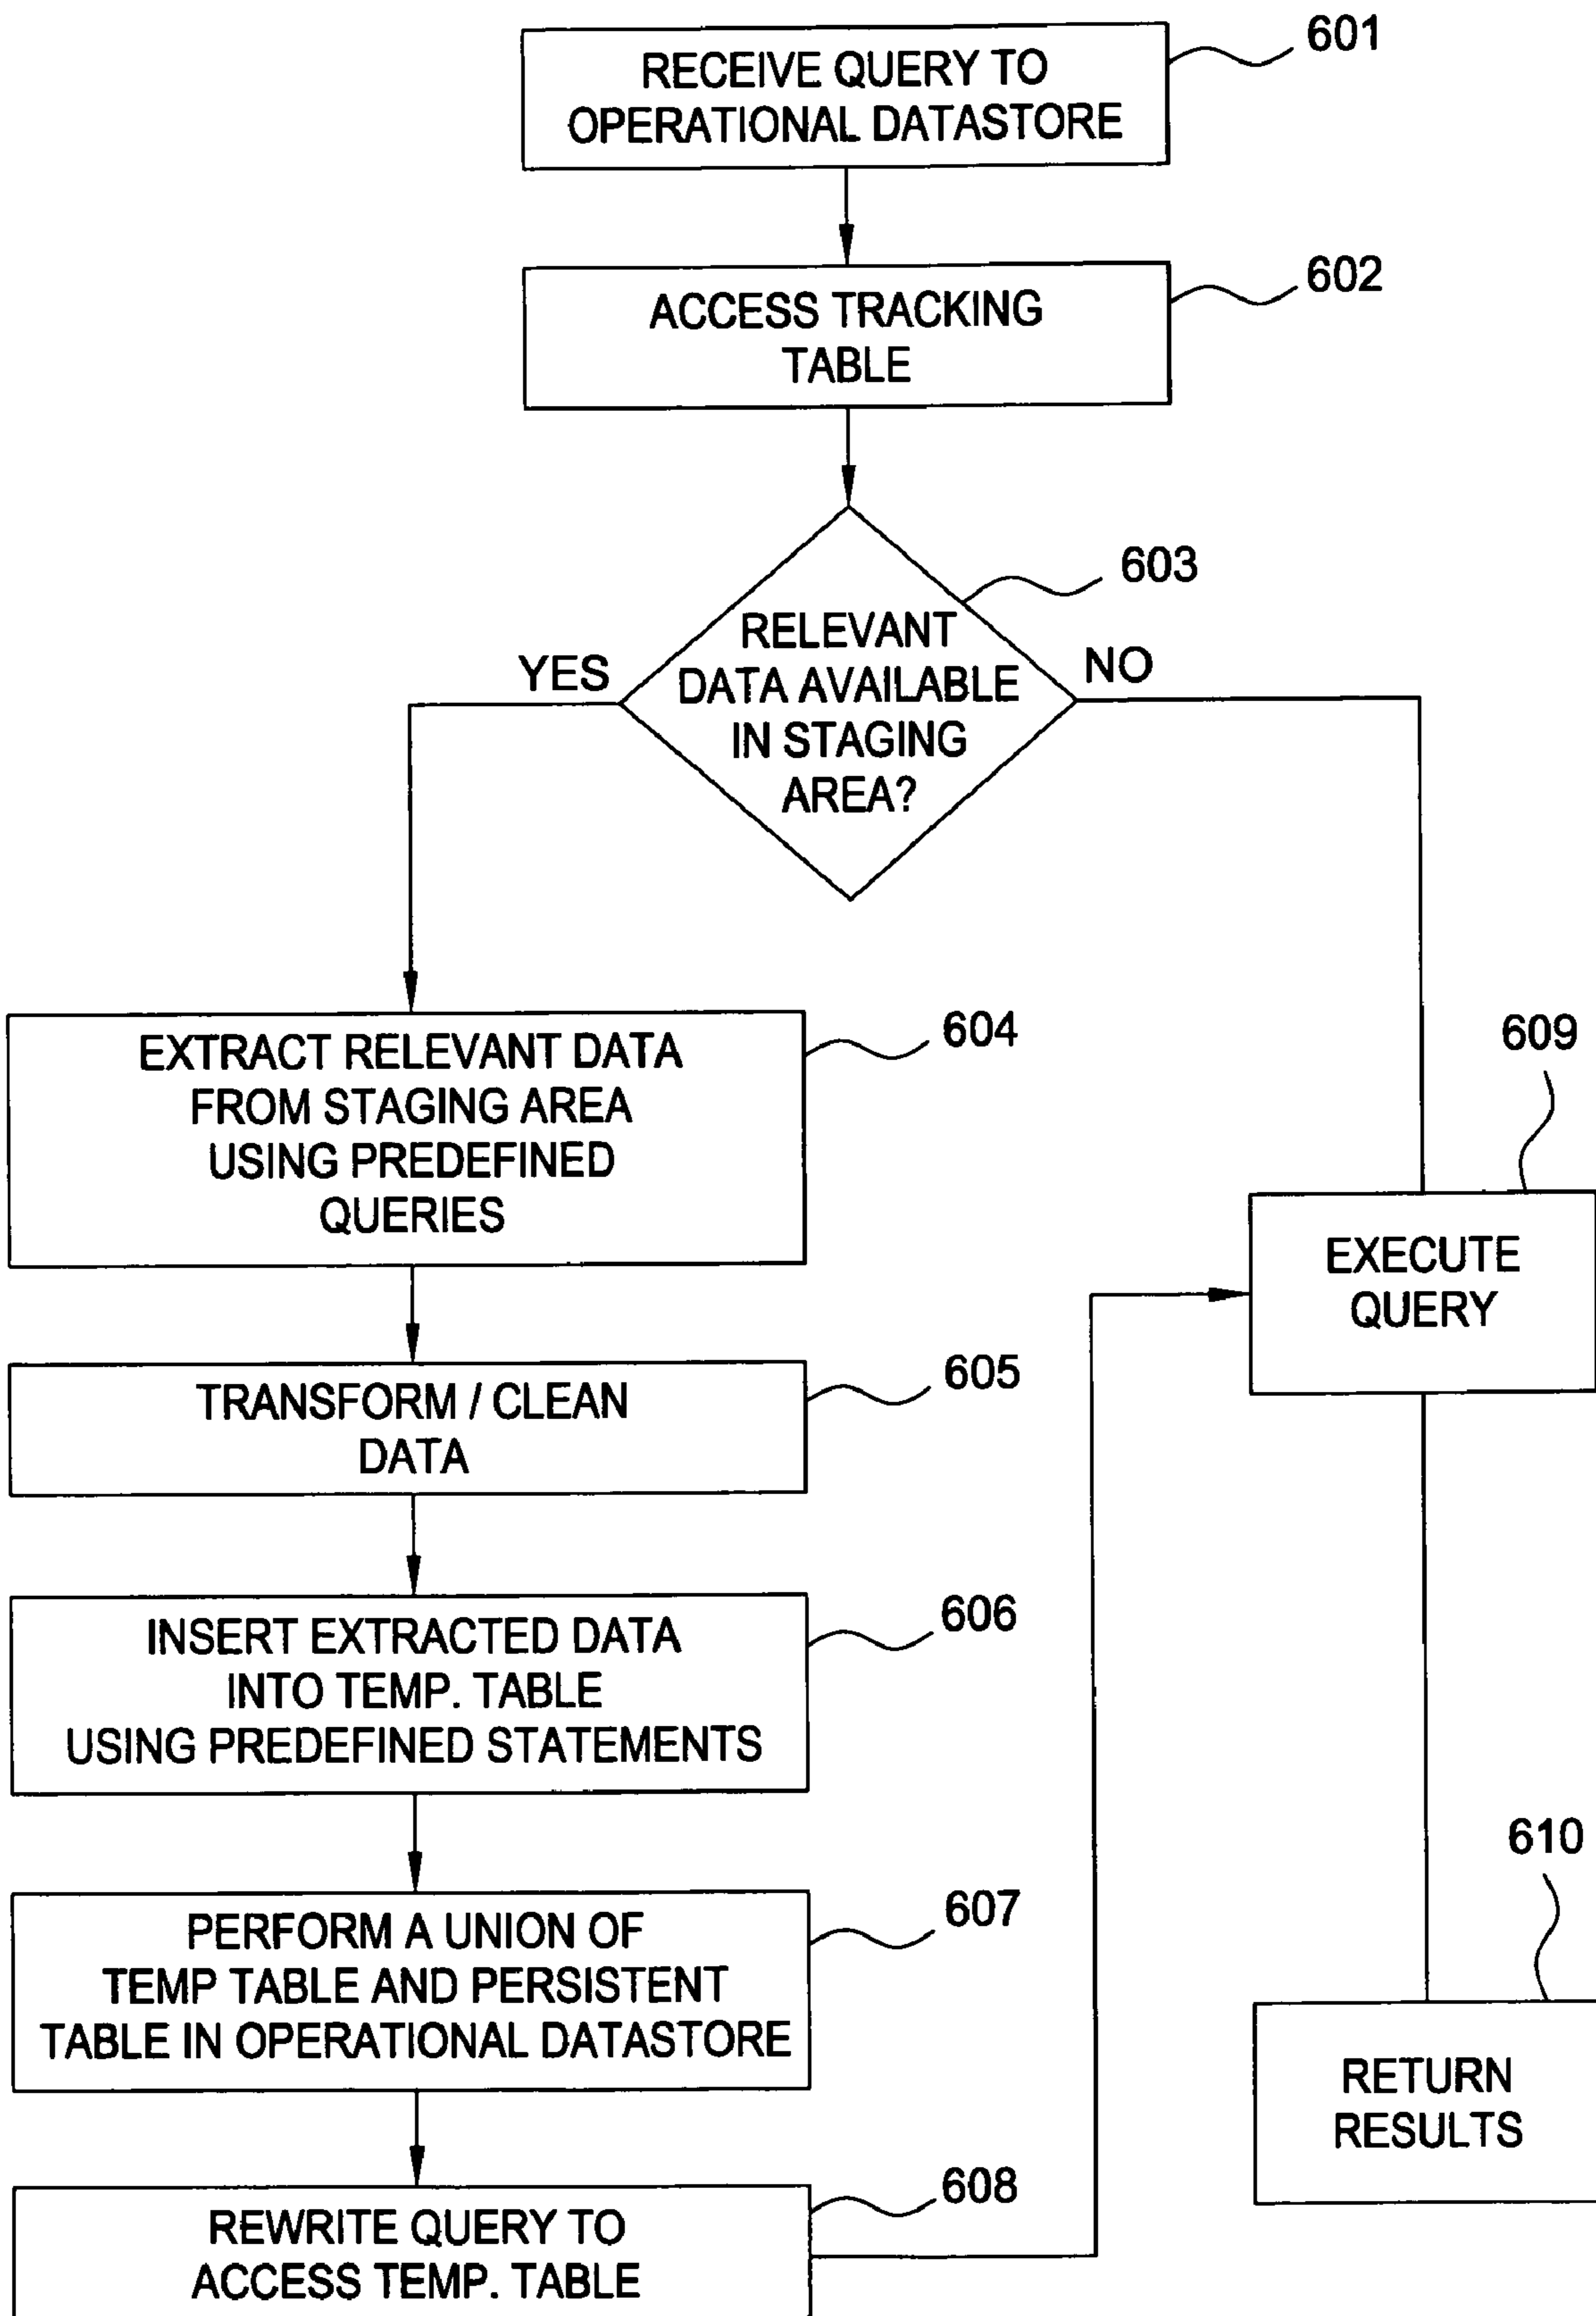 RECEIVE QUERY TO
OPERATIONAL DATASTORE
601
ACCESS TRACKING
TABLE
602
RELEVANT
DATA AVAILABLE
IN STAGING
AREA?
603
YES
NO
EXTRACT RELEVANT DATA
FROM STAGING AREA
USING PREDEFINED
QUERIES
604
TRANSFORM / CLEAN
DATA
605
INSERT EXTRACTED DATA
INTO TEMP. TABLE
USING PREDEFINED STATEMENTS
606
PERFORM A UNION OF
TEMP TABLE AND PERSISTENT
TABLE IN OPERATIONAL DATASTORE
607
REWRITE QUERY TO
ACCESS TEMP. TABLE
608
609
EXECUTE
QUERY
610
RETURN
RESULTS